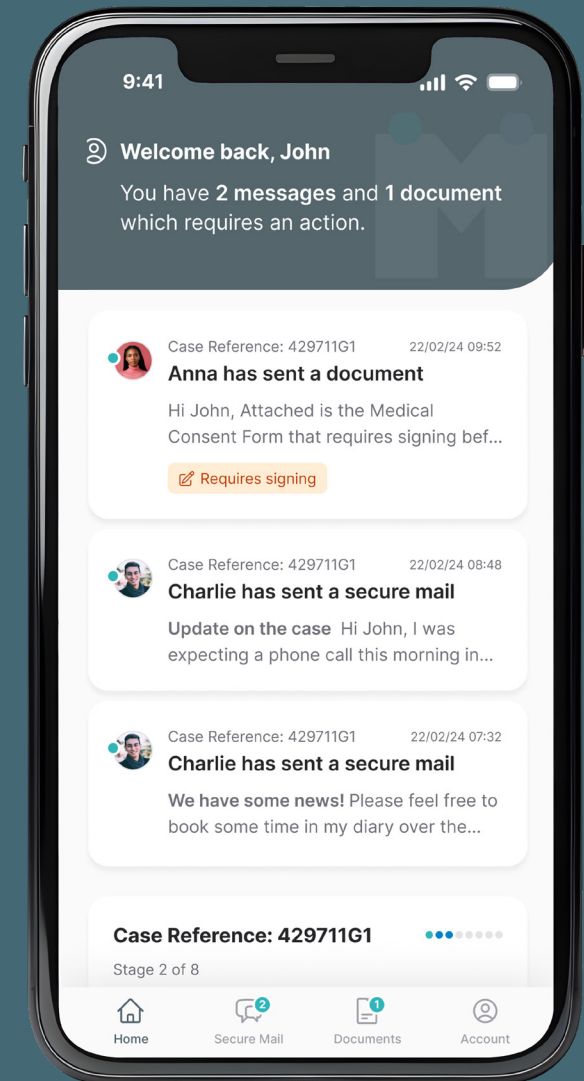 9:41
Welcome back, John
You have 2 messages and 1 document
which requires an action.
Case Reference: 429711G1 22/02/24 09:52
Anna has sent a document
Hi John, Attached is the Medical
Consent Form that requires signing bef...
Requires signing
Case Reference: 429711G1 22/02/24 08:48
Charlie has sent a secure mail
Update on the case Hi John, I was
expecting a phone call this morning in...
Case Reference: 429711G1 22/02/24 07:32
Charlie has sent a secure mail
We have some news! Please feel free to
book some time in my diary over the...
Case Reference: 429711G1
Stage 2 of 8
2 1
Home Secure Mail Documents Account